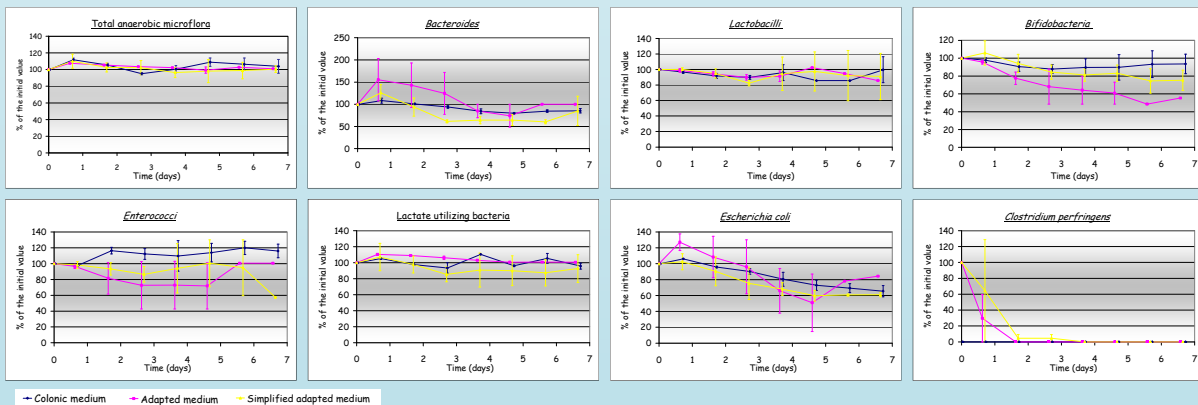 Total anaerobic microflora
% of the initial value
140
120
100
80
60
40
20
0
0 1 2 3 4 5 6 7
Time (days)
Bacteroides
% of the initial value
250
200
150
100
50
0
0 1 2 3 4 5 6 7
Time (days)
Lactobacilli
% of the initial value
140
120
100
80
60
40
20
0
0 1 2 3 4 5 6 7
Time (days)
Bifidobacteria
% of the initial value
120
100
80
60
40
20
0
0 1 2 3 4 5 6 7
Time (days)
Enterococci
% of the initial value
140
120
100
80
60
40
20
0
0 1 2 3 4 5 6 7
Time (days)
Lactate utilizing bacteria
% of the initial value
140
120
100
80
60
40
20
0
0 1 2 3 4 5 6 7
Time (days)
Escherichia coli
% of the initial value
140
120
100
80
60
40
20
0
0 1 2 3 4 5 6 7
Time (days)
Clostridium perfringens
% of the initial value
140
120
100
80
60
40
20
0
0 1 2 3 4 5 6 7
Time (days)
Colonic medium Adapted medium Simplified adapted medium